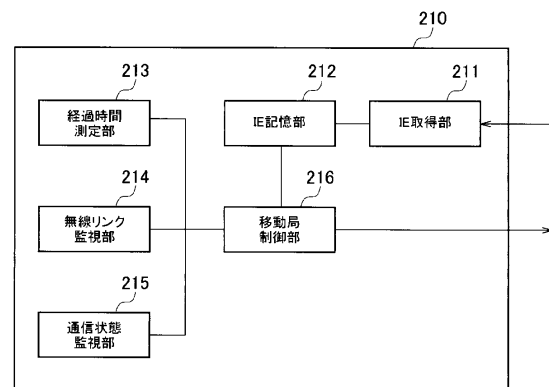 210
213
経過時間
測定部
212
IE記憶部
211
IE取得部
214
無線リンク
監視部
216
移動局
制御部
215
通信状態
監視部